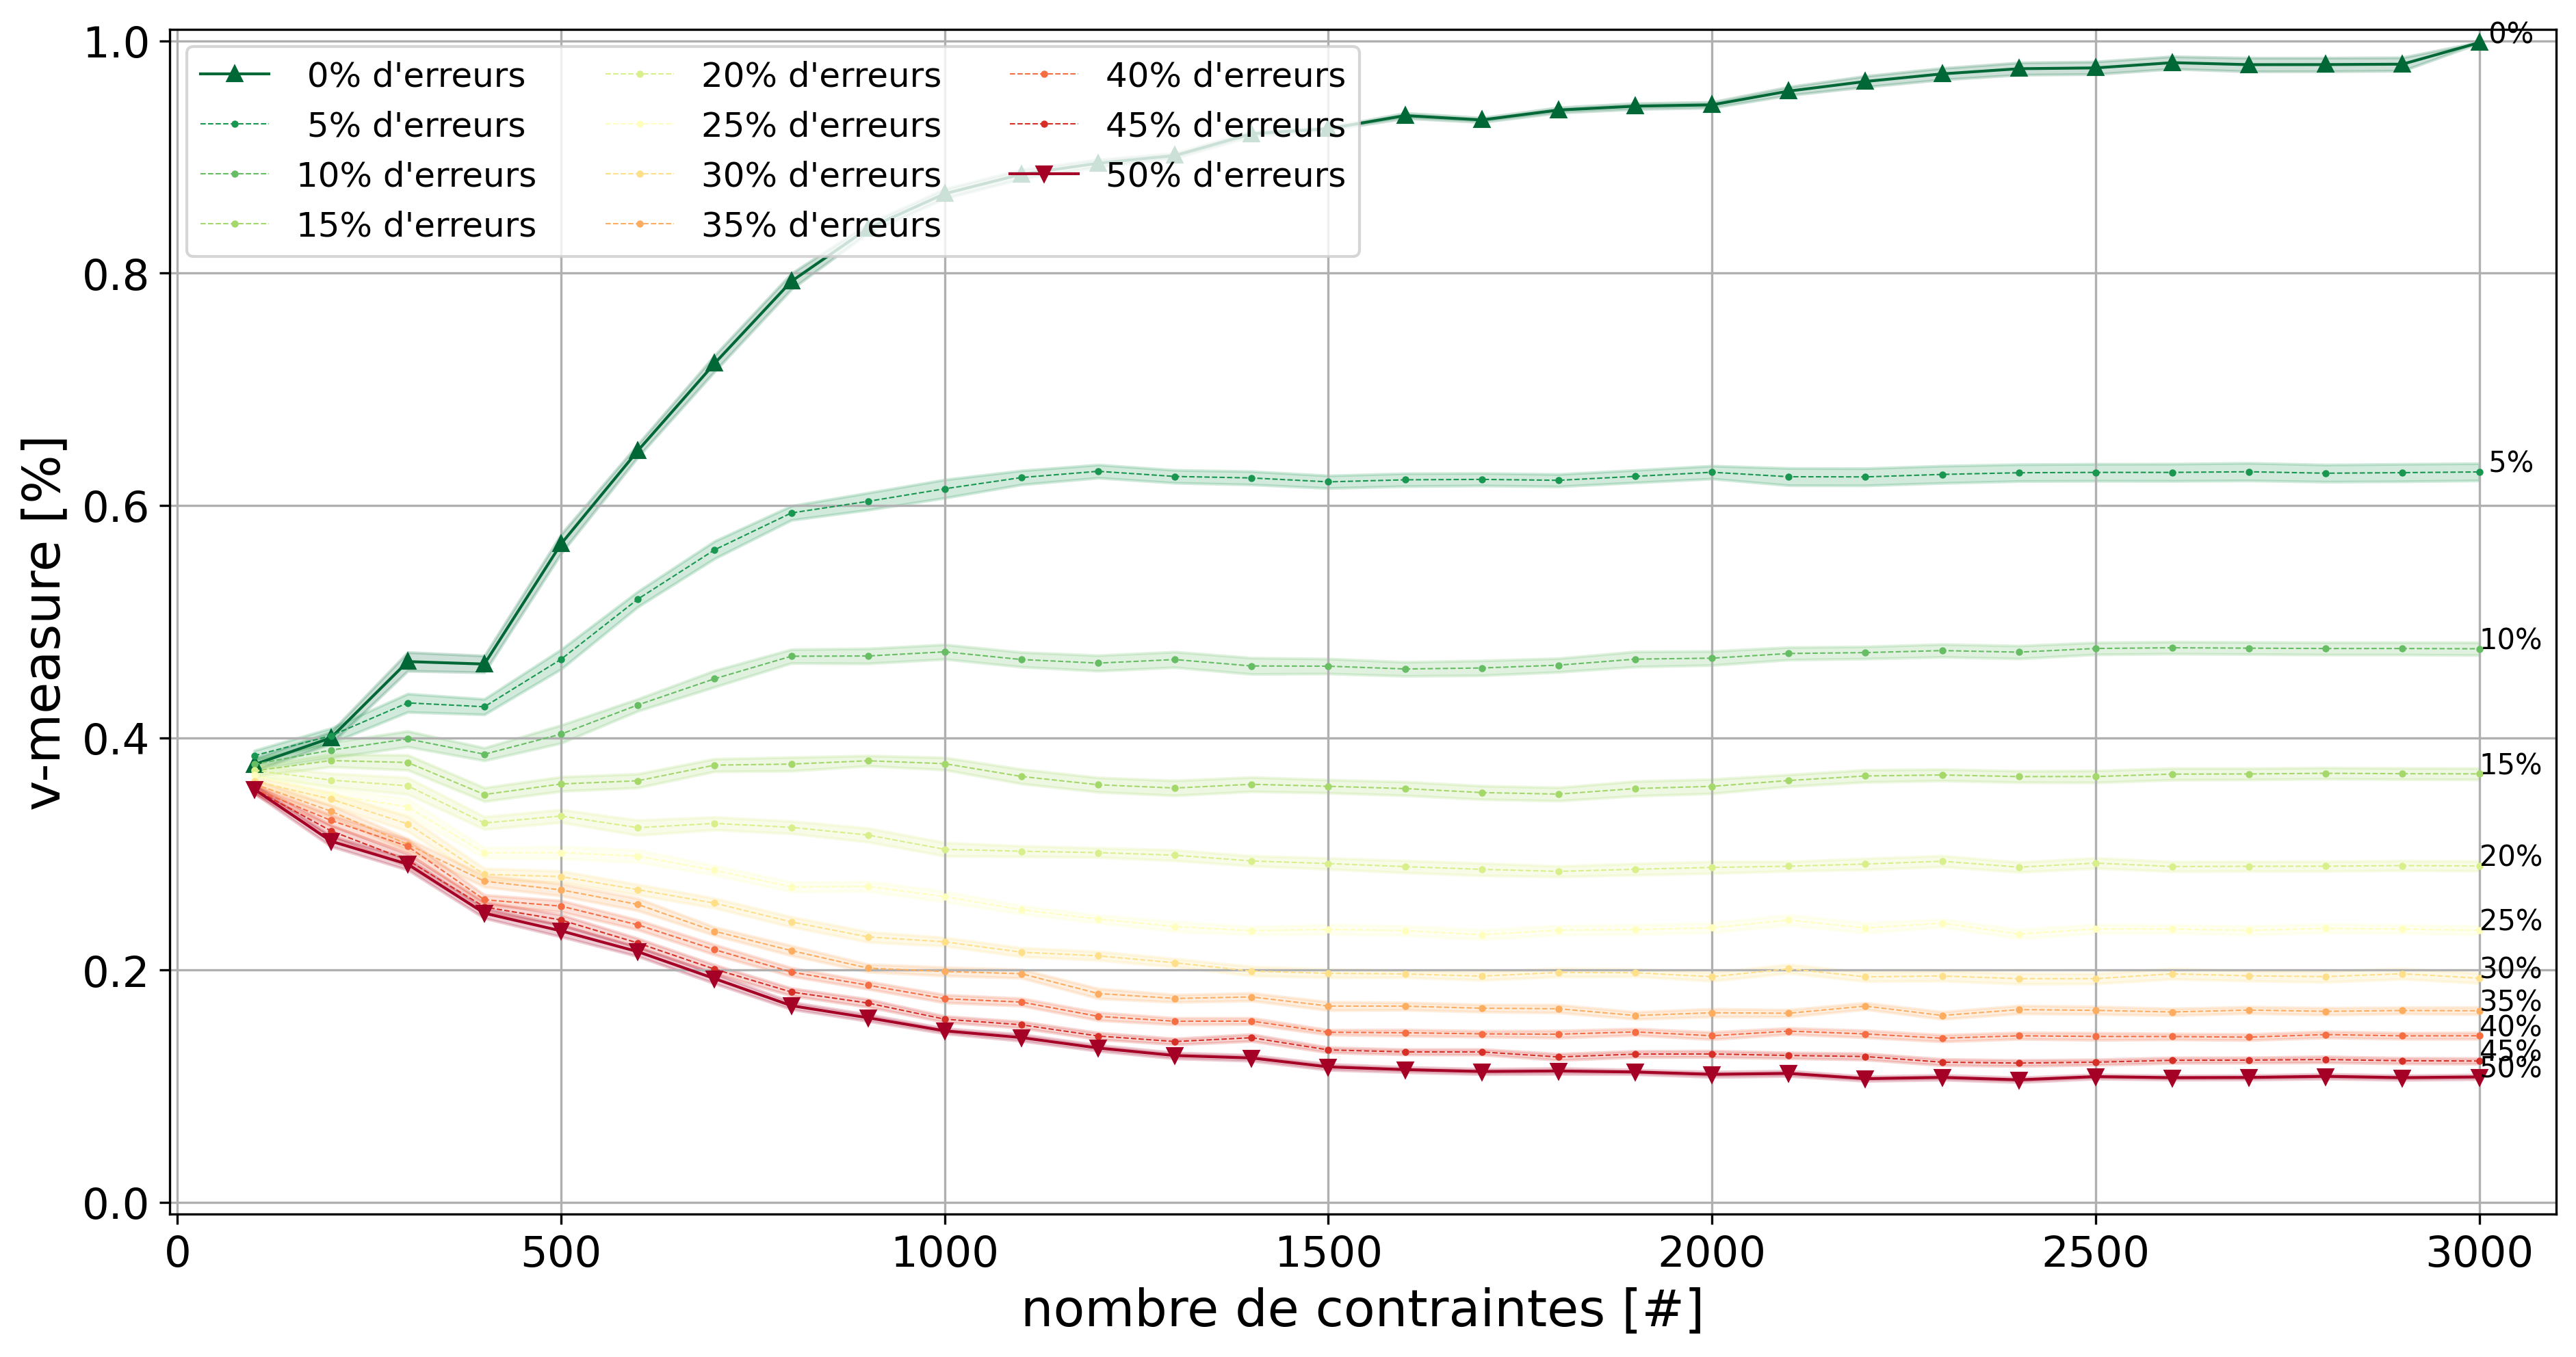 v-measure [%]
1.0
0.8
0.6
0.4
0.2
0.0
0% d'erreurs
5% d'erreurs
10% d'erreurs
15% d'erreurs
20% d'erreurs
25% d'erreurs
30% d'erreurs
35% d'erreurs
40% d'erreurs
45% d'erreurs
50% d'erreurs
0%
5%
10%
15%
20%
25%
30%
35%
40%
45%
50%
0 500 1000 1500 2000 2500 3000
nombre de contraintes [#]